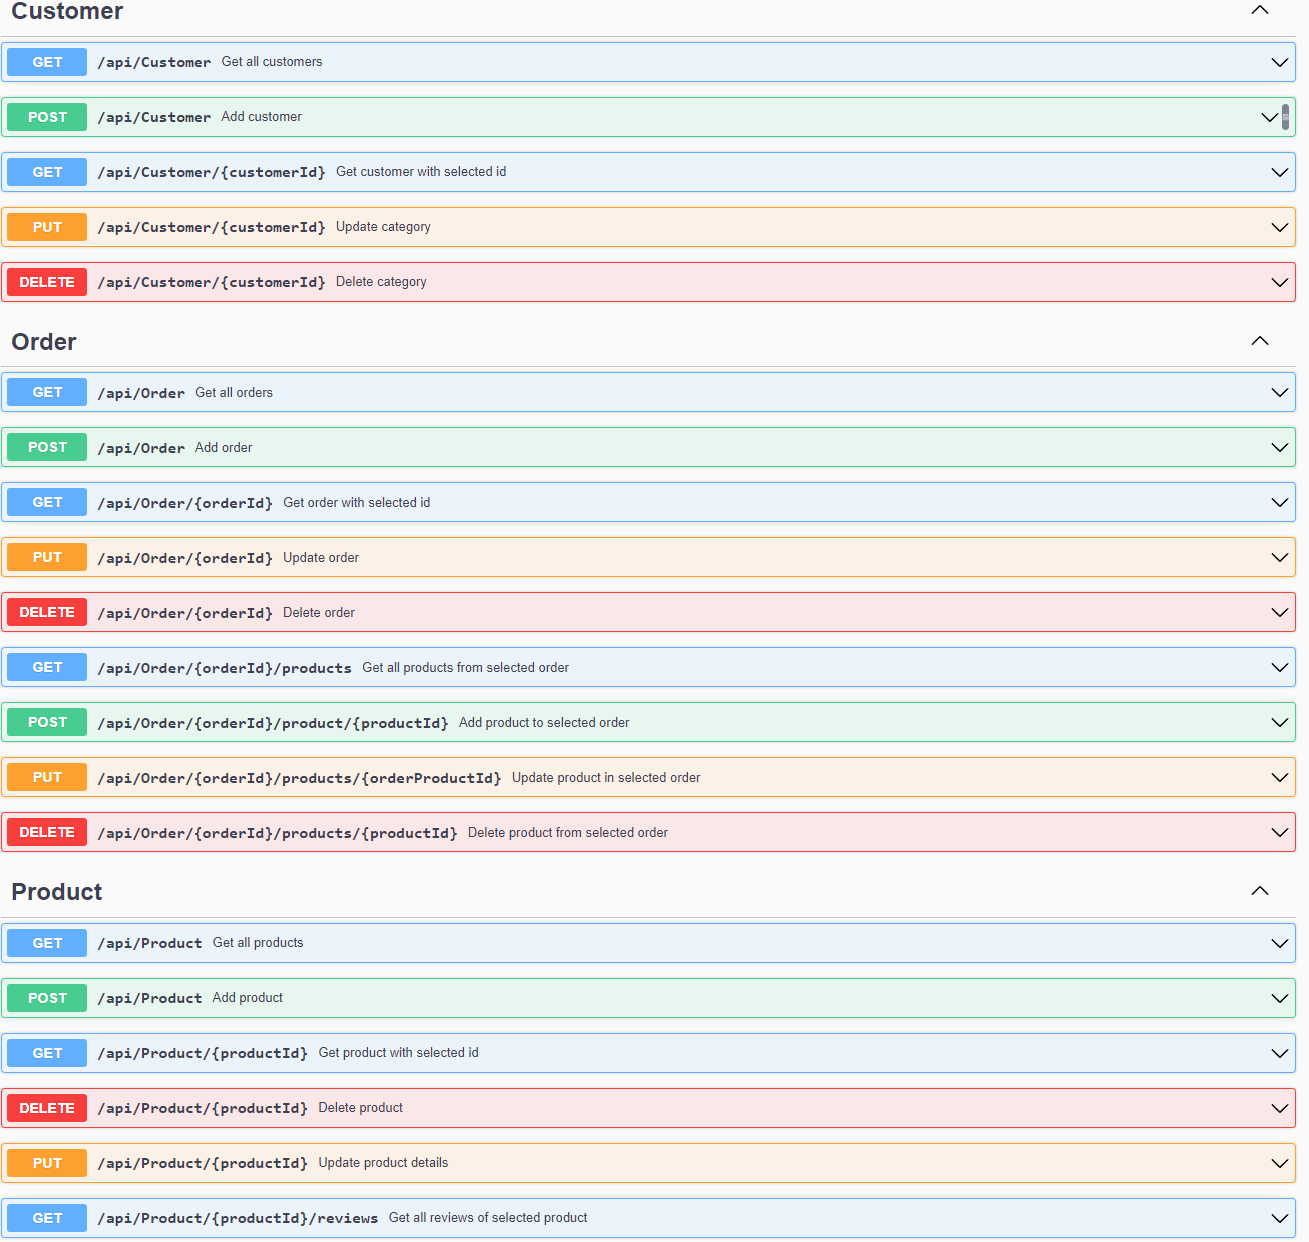 Customer
GET /api/Customer Get all customers
POST /api/Customer Add customer
GET /api/Customer/{customerId} Get customer with selected id
PUT /api/Customer/{customerId} Update category
DELETE /api/Customer/{customerId} Delete category
Order
GET /api/Order Get all orders
POST /api/Order Add order
GET /api/Order/{orderId} Get order with selected id
PUT /api/Order/{orderId} Update order
DELETE /api/Order/{orderId} Delete order
GET /api/Order/{orderId}/products Get all products from selected order
POST /api/Order/{orderId}/product/{productId} Add product to selected order
PUT /api/Order/{orderId}/products/{orderProductId} Update product in selected order
DELETE /api/Order/{orderId}/products/{productId} Delete product from selected order
Product
GET /api/Product Get all products
POST /api/Product Add product
GET /api/Product/{productId} Get product with selected id
DELETE /api/Product/{productId} Delete product
PUT /api/Product/{productId} Update product details
GET /api/Product/{productId}/reviews Get all reviews of selected product